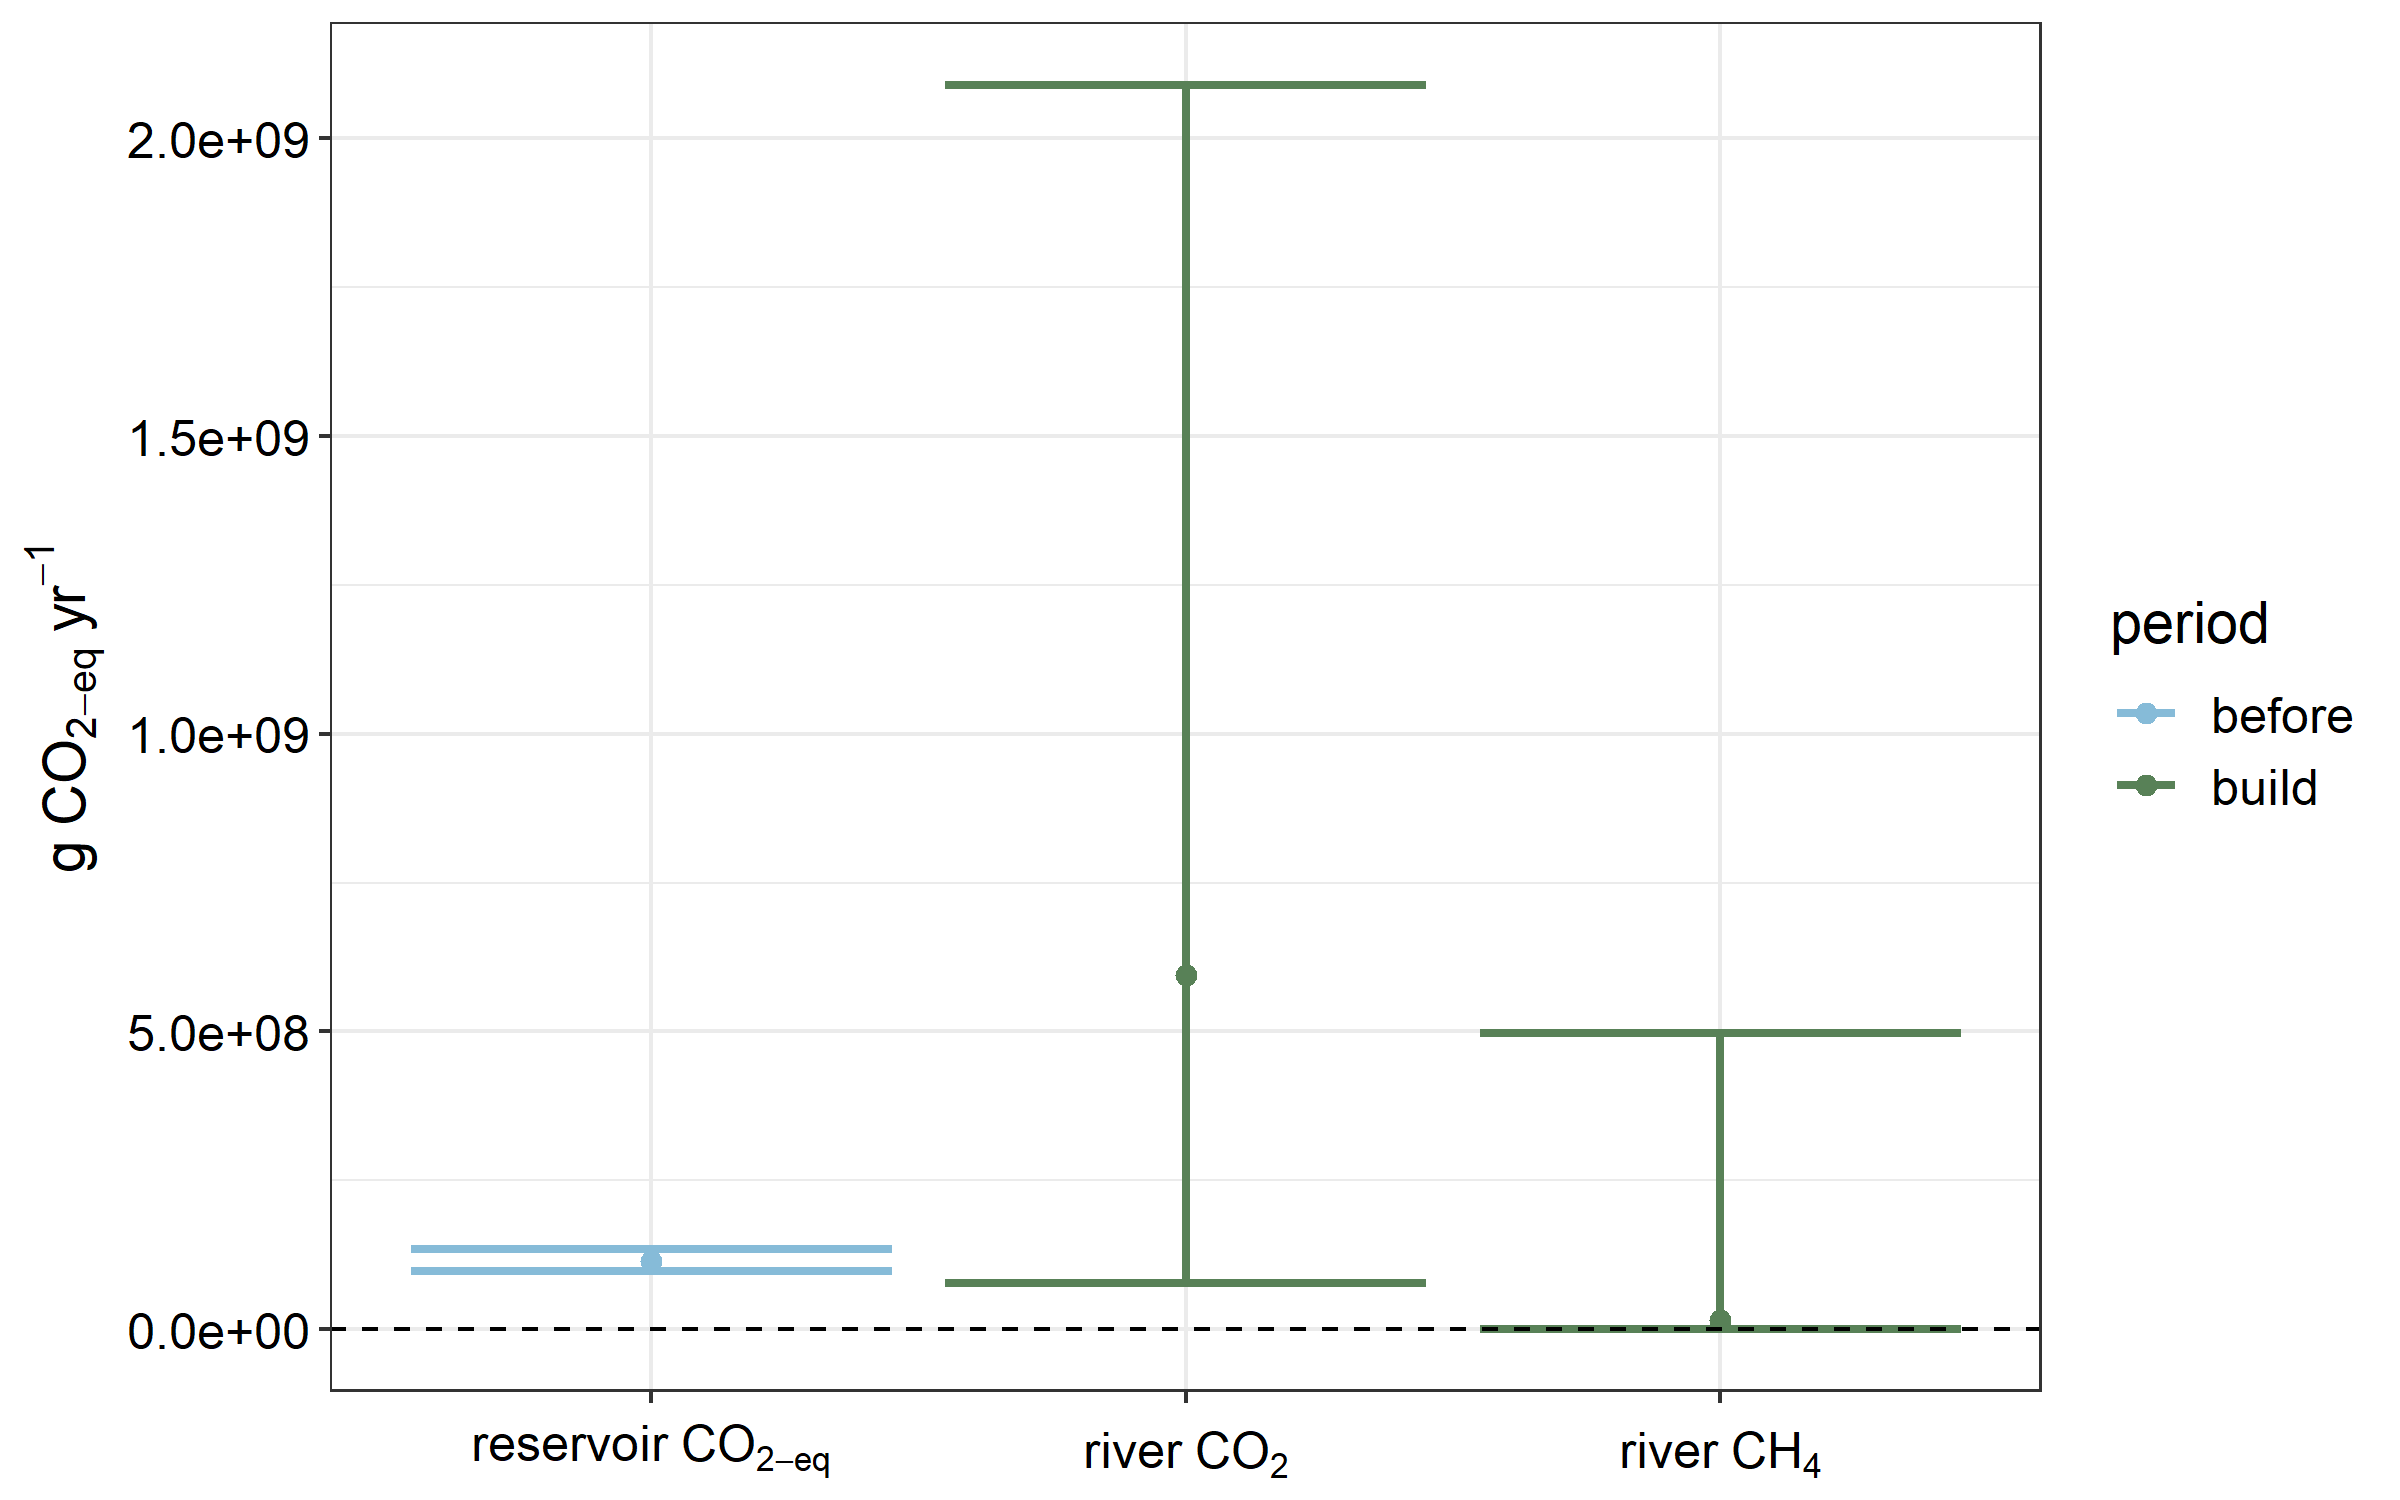 g CO₂₋eq yr⁻¹
2.0e+09
1.5e+09
1.0e+09
5.0e+08
0.0e+00
reservoir CO₂₋eq
river CO₂
river CH₄
period
before
build